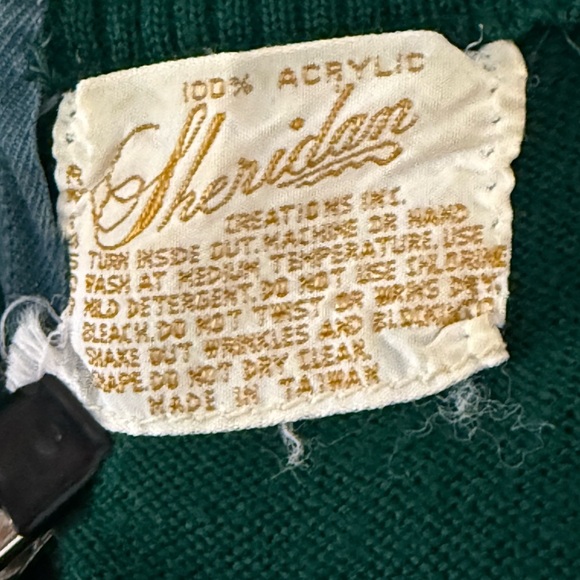 100% ACRYLIC
Sheridan
CREATIONS INC.
TURN INSIDE OUT. MACHINE OR HAND
WASH AT MEDIUM TEMPERATURE. USE
MILD DETERGENT. DO NOT USE CHLORINE
BLEACH. DO NOT TWIST OR WRING DRY
SHAKE OUT WRINKLES AND BLOCK
SHAPE. DO NOT DRY CLEAN.
MADE IN TAIWAN